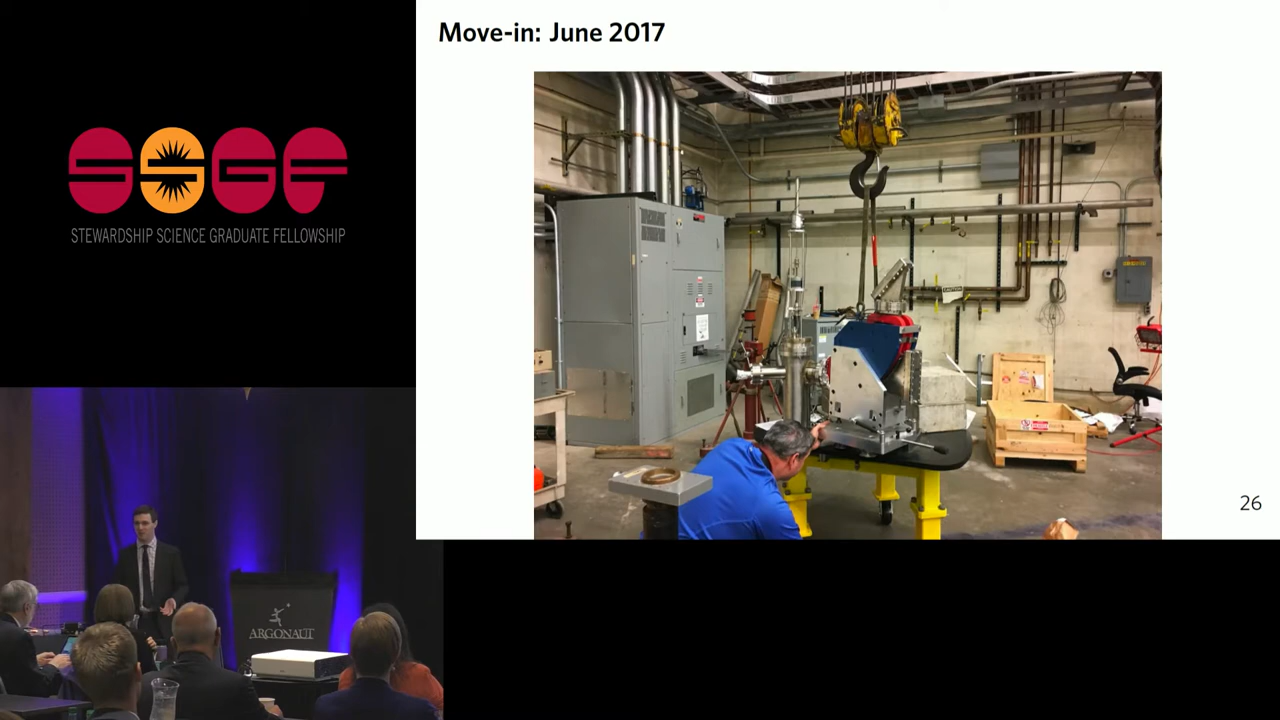 SSGF
STEWARDSHIP SCIENCE GRADUATE FELLOWSHIP
Move-in: June 2017
26
ARGONAUT